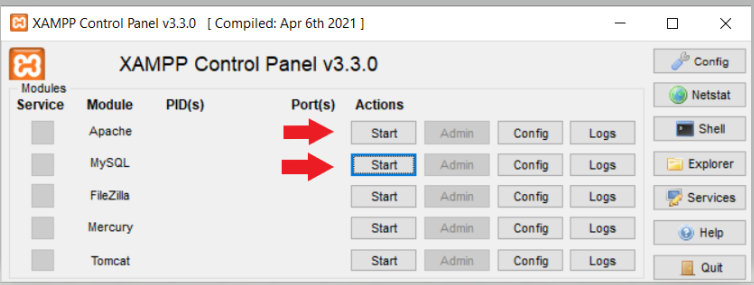 XAMPP Control Panel v3.3.0 [ Compiled: Apr 6th 2021 ]
XAMPP Control Panel v3.3.0
Config
Modules
Service Module PID(s) Port(s) Actions
Netstat
Apache Start Admin Config Logs
Shell
MySQL Start Admin Config Logs
Explorer
FileZilla Start Admin Config Logs
Services
Mercury Start Admin Config Logs
Help
Tomcat Start Admin Config Logs
Quit